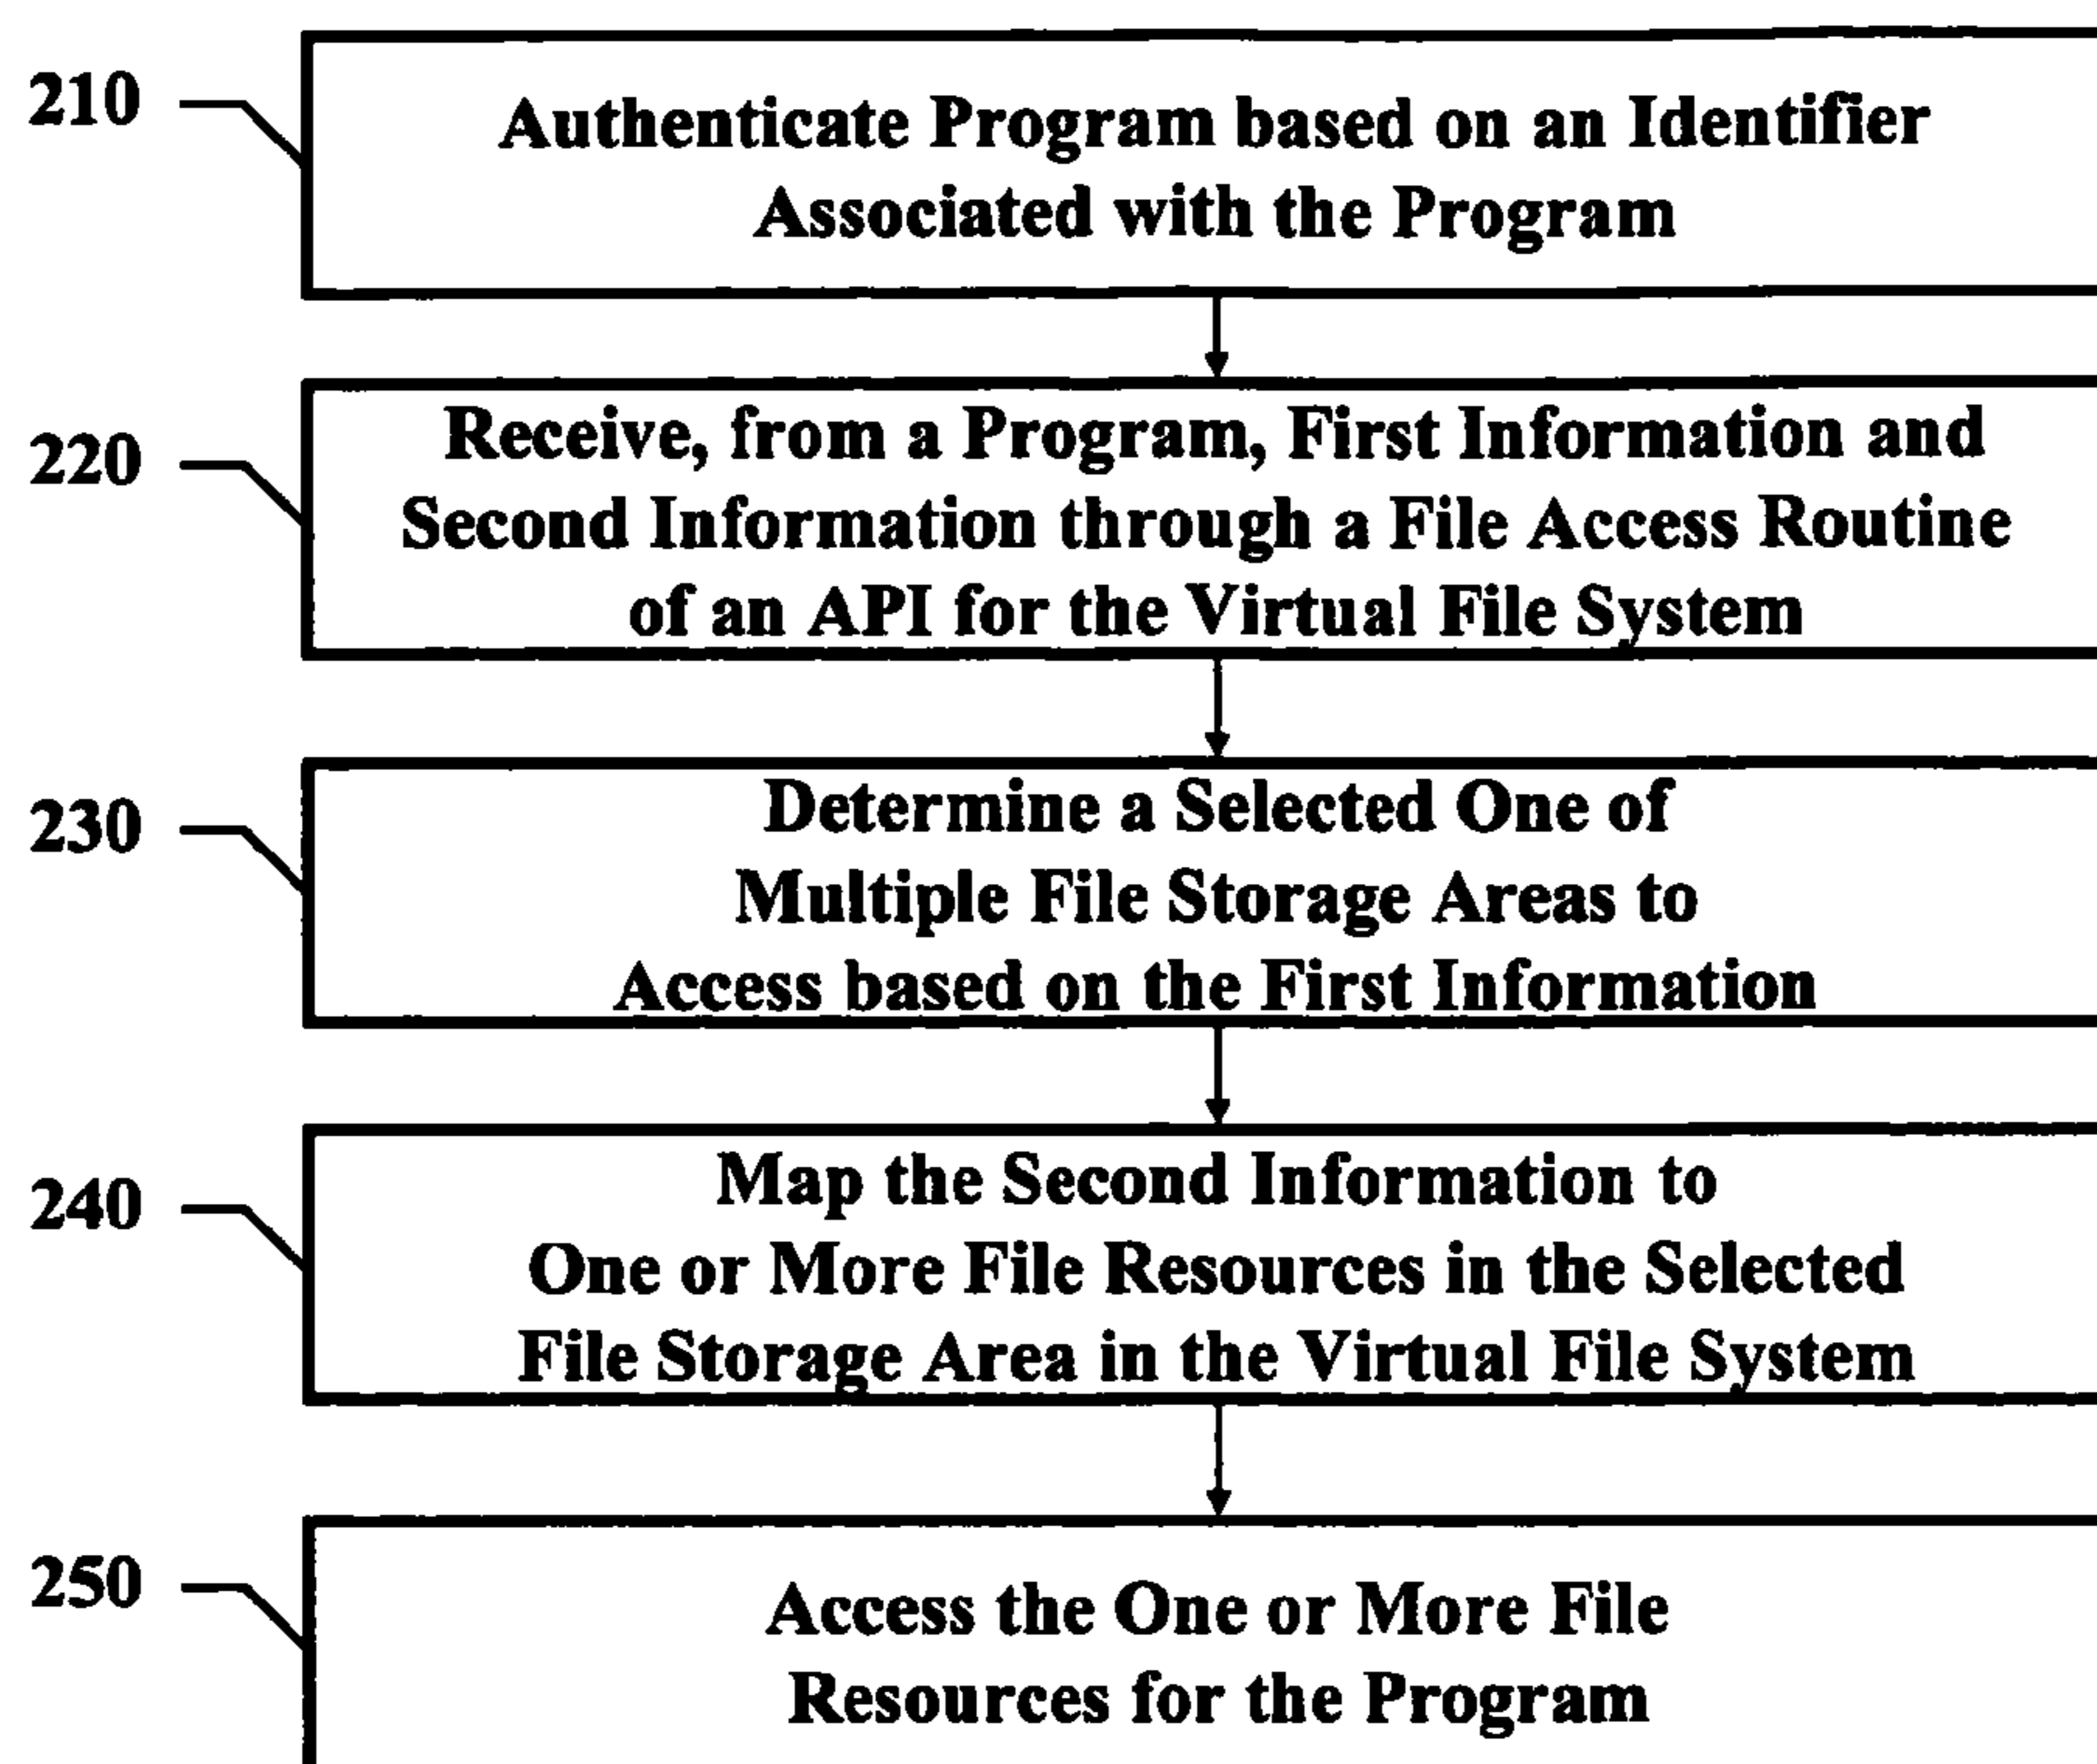 210
Authenticate Program based on an Identifier
Associated with the Program
220
Receive, from a Program, First Information and
Second Information through a File Access Routine
of an API for the Virtual File System
230
Determine a Selected One of
Multiple File Storage Areas to
Access based on the First Information
240
Map the Second Information to
One or More File Resources in the Selected
File Storage Area in the Virtual File System
250
Access the One or More File
Resources for the Program